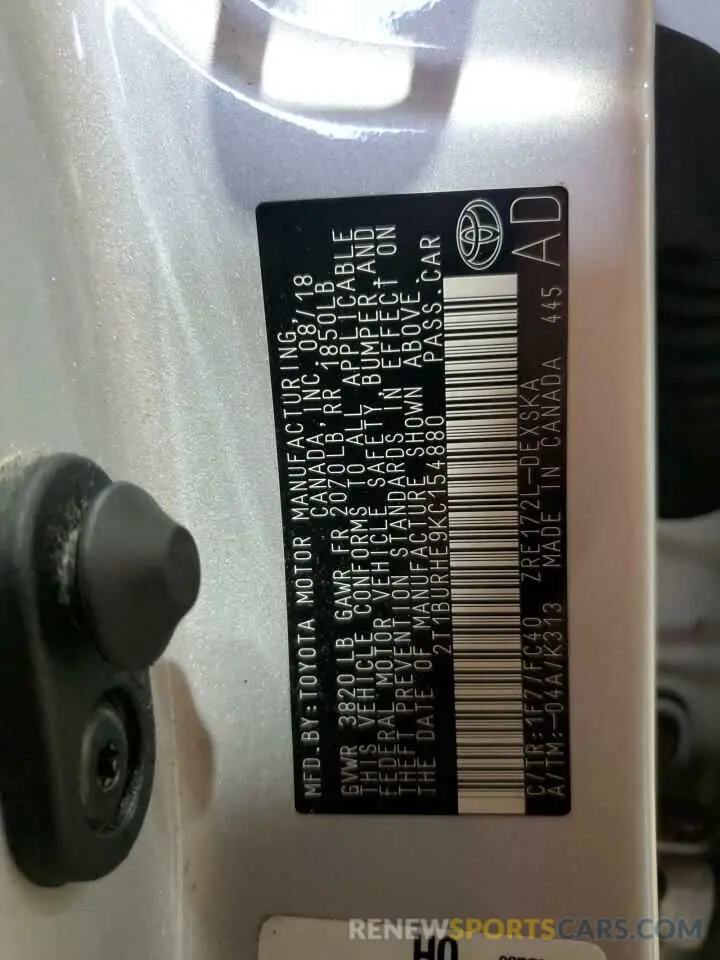 MFD.BY:TOYOTA MOTOR MANUFACTURING,
CANADA,INC. 08/18
GVWR 3820LB GAWR FR 2070LB,RR 1850LB
THIS VEHICLE CONFORMS TO ALL APPLICABLE
FEDERAL MOTOR VEHICLE SAFETY,BUMPER,AND
THEFT PREVENTION STANDARDS IN EFFECT ON
THE DATE OF MANUFACTURE SHOWN ABOVE.
2T1BURHE9KC154880 PASS.CAR
C/TR:1F7/FC40 ZRE172L-DEXSKA
A/TM:-04A/K313 MADE IN CANADA 445 AD
HO
RENEWSPORTSCARS.COM